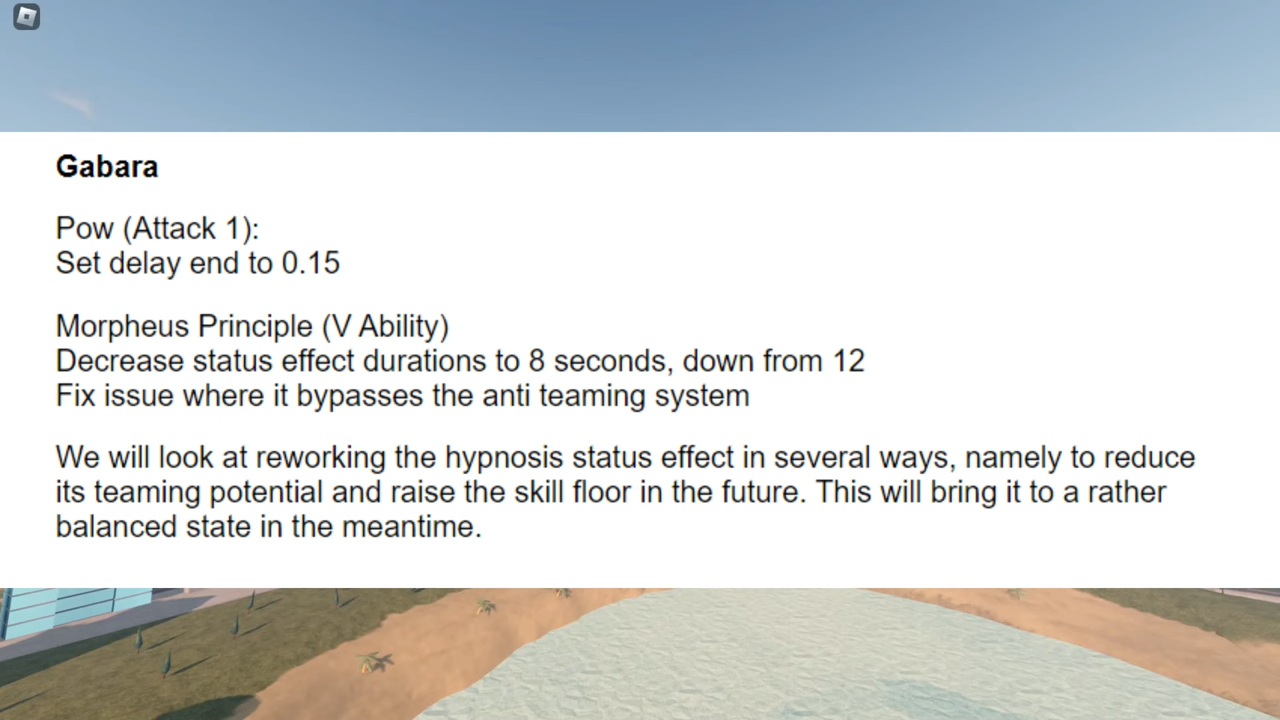 Gabara
Pow (Attack 1):
Set delay end to 0.15
Morpheus Principle (V Ability)
Decrease status effect durations to 8 seconds, down from 12
Fix issue where it bypasses the anti teaming system
We will look at reworking the hypnosis status effect in several ways, namely to reduce
its teaming potential and raise the skill floor in the future. This will bring it to a rather
balanced state in the meantime.